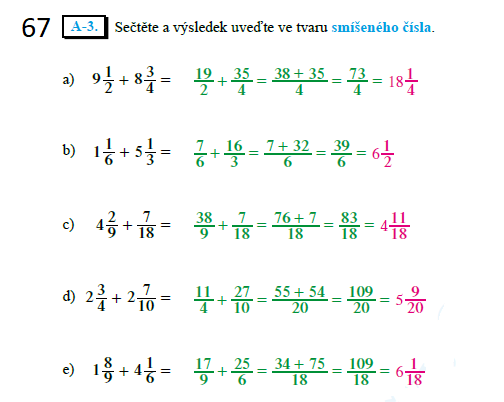 67 A-3. Sečtěte a výsledek uveďte ve tvaru smíšeného čísla.
a) 9 1/2 + 8 3/4 = 19/2 + 35/4 = (38 + 35)/4 = 73/4 = 18 1/4
b) 1 1/6 + 5 1/3 = 7/6 + 16/3 = (7 + 32)/6 = 39/6 = 6 1/2
c) 4 2/9 + 7/18 = 38/9 + 7/18 = (76 + 7)/18 = 83/18 = 4 11/18
d) 2 3/4 + 2 7/10 = 11/4 + 27/10 = (55 + 54)/20 = 109/20 = 5 9/20
e) 1 8/9 + 4 1/6 = 17/9 + 25/6 = (34 + 75)/18 = 109/18 = 6 1/18